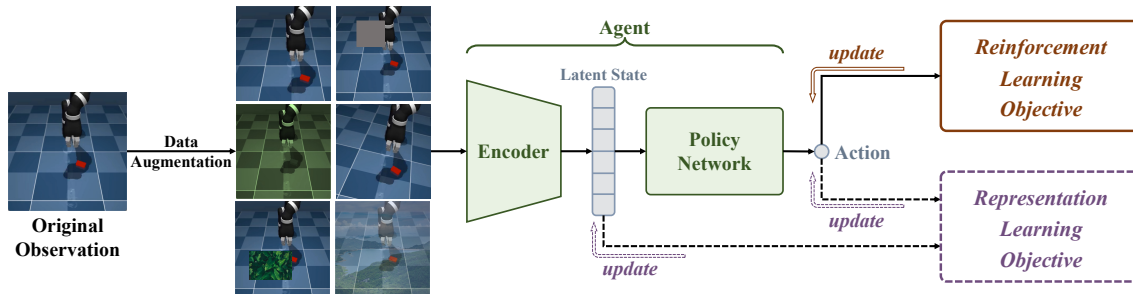 Original
Observation
Data
Augmentation
Agent
Encoder
Latent State
Policy
Network
Action
update
Reinforcement
Learning
Objective
update
Representation
Learning
Objective
update